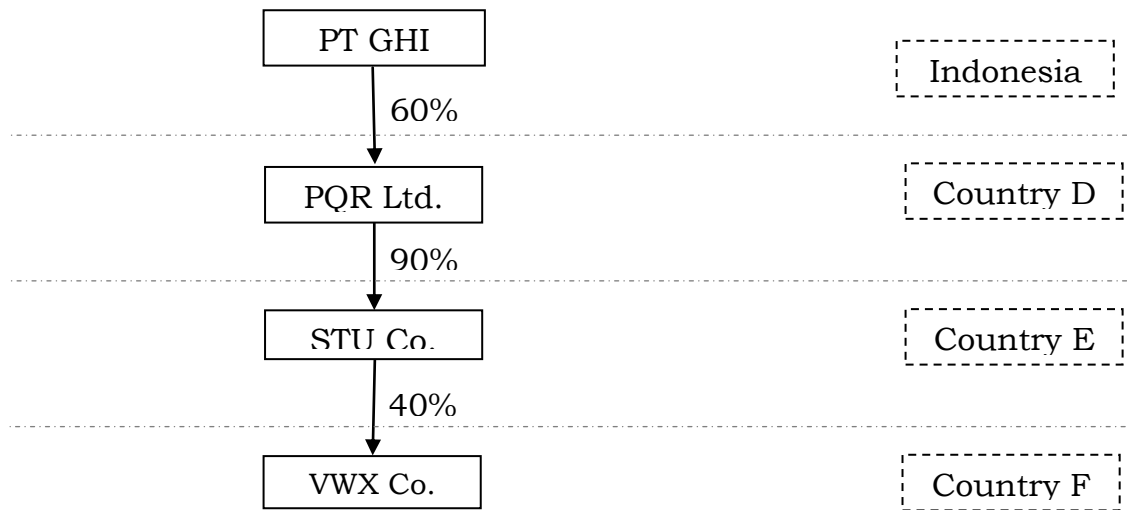 PT GHI
Indonesia
60%
PQR Ltd.
Country D
90%
STU Co.
Country E
40%
VWX Co.
Country F